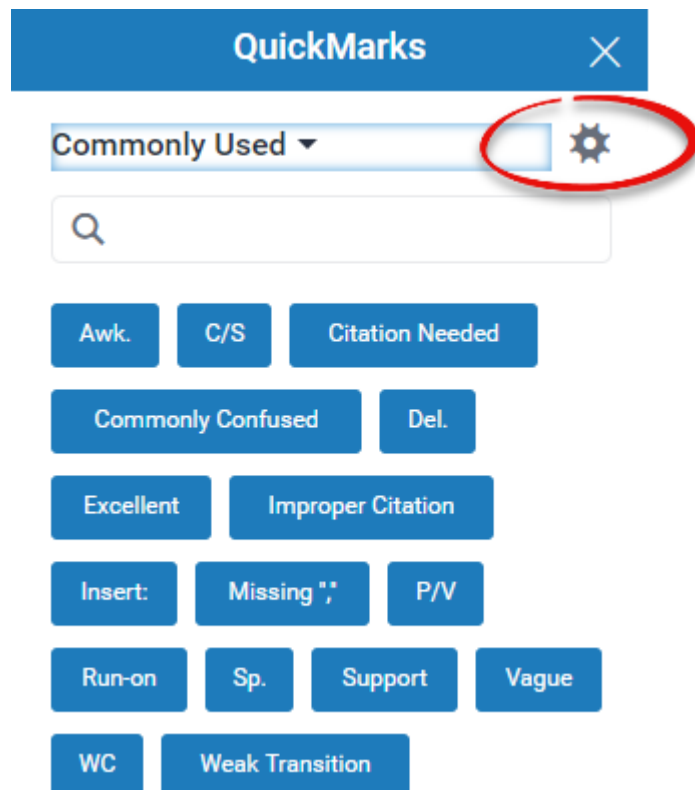 QuickMarks
Commonly Used
Awk. C/S Citation Needed
Commonly Confused Del.
Excellent Improper Citation
Insert: Missing "," P/V
Run-on Sp. Support Vague
WC Weak Transition